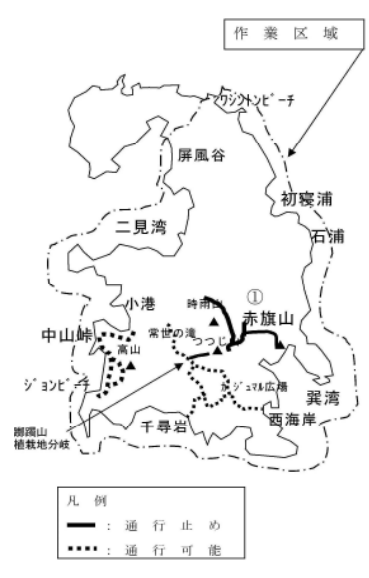 作業区域
ワシントンビーチ
屏風谷
初寝浦
二見湾
石浦
小港
時雨山
①
赤旗山
中山峠
常世の滝
つつじ
高山
ジョンビーチ
ガジュマル広場
巽湾
西海岸
躑躅山
植栽地分岐
千尋岩
凡例
:通行止め
:通行可能